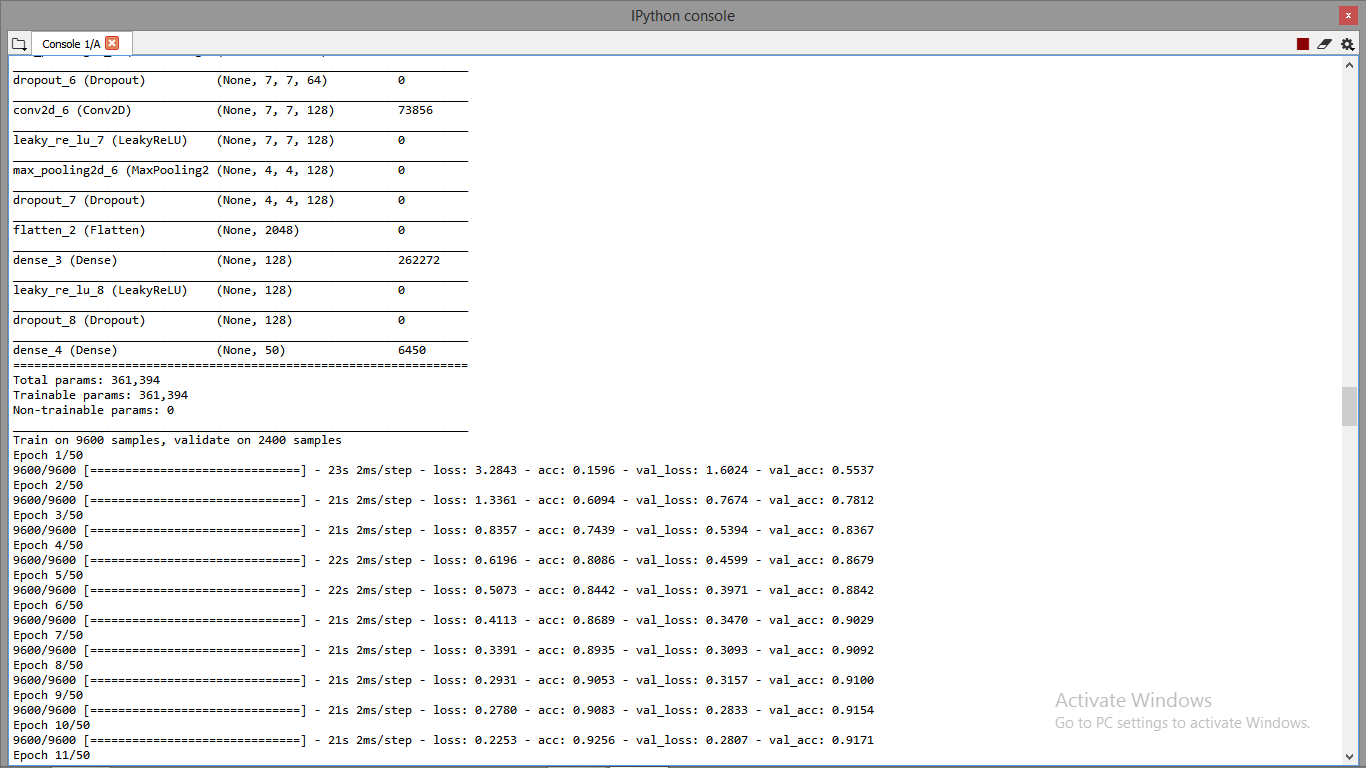 IPython console
Console 1/A
dropout_6 (Dropout) (None, 7, 7, 64) 0
conv2d_6 (Conv2D) (None, 7, 7, 128) 73856
leaky_re_lu_7 (LeakyReLU) (None, 7, 7, 128) 0
max_pooling2d_6 (MaxPooling2 (None, 4, 4, 128) 0
dropout_7 (Dropout) (None, 4, 4, 128) 0
flatten_2 (Flatten) (None, 2048) 0
dense_3 (Dense) (None, 128) 262272
leaky_re_lu_8 (LeakyReLU) (None, 128) 0
dropout_8 (Dropout) (None, 128) 0
dense_4 (Dense) (None, 50) 6450
=================================================================
Total params: 361,394
Trainable params: 361,394
Non-trainable params: 0
Train on 9600 samples, validate on 2400 samples
Epoch 1/50
9600/9600 [==============================] - 23s 2ms/step - loss: 3.2843 - acc: 0.1596 - val_loss: 1.6024 - val_acc: 0.5537
Epoch 2/50
9600/9600 [==============================] - 21s 2ms/step - loss: 1.3361 - acc: 0.6094 - val_loss: 0.7674 - val_acc: 0.7812
Epoch 3/50
9600/9600 [==============================] - 21s 2ms/step - loss: 0.8357 - acc: 0.7439 - val_loss: 0.5394 - val_acc: 0.8367
Epoch 4/50
9600/9600 [==============================] - 22s 2ms/step - loss: 0.6196 - acc: 0.8086 - val_loss: 0.4599 - val_acc: 0.8679
Epoch 5/50
9600/9600 [==============================] - 22s 2ms/step - loss: 0.5073 - acc: 0.8442 - val_loss: 0.3971 - val_acc: 0.8842
Epoch 6/50
9600/9600 [==============================] - 21s 2ms/step - loss: 0.4113 - acc: 0.8689 - val_loss: 0.3470 - val_acc: 0.9029
Epoch 7/50
9600/9600 [==============================] - 21s 2ms/step - loss: 0.3391 - acc: 0.8935 - val_loss: 0.3093 - val_acc: 0.9092
Epoch 8/50
9600/9600 [==============================] - 21s 2ms/step - loss: 0.2931 - acc: 0.9053 - val_loss: 0.3157 - val_acc: 0.9100
Epoch 9/50
9600/9600 [==============================] - 21s 2ms/step - loss: 0.2780 - acc: 0.9083 - val_loss: 0.2833 - val_acc: 0.9154
Epoch 10/50
9600/9600 [==============================] - 21s 2ms/step - loss: 0.2253 - acc: 0.9256 - val_loss: 0.2807 - val_acc: 0.9171
Epoch 11/50
Activate Windows
Go to PC settings to activate Windows.